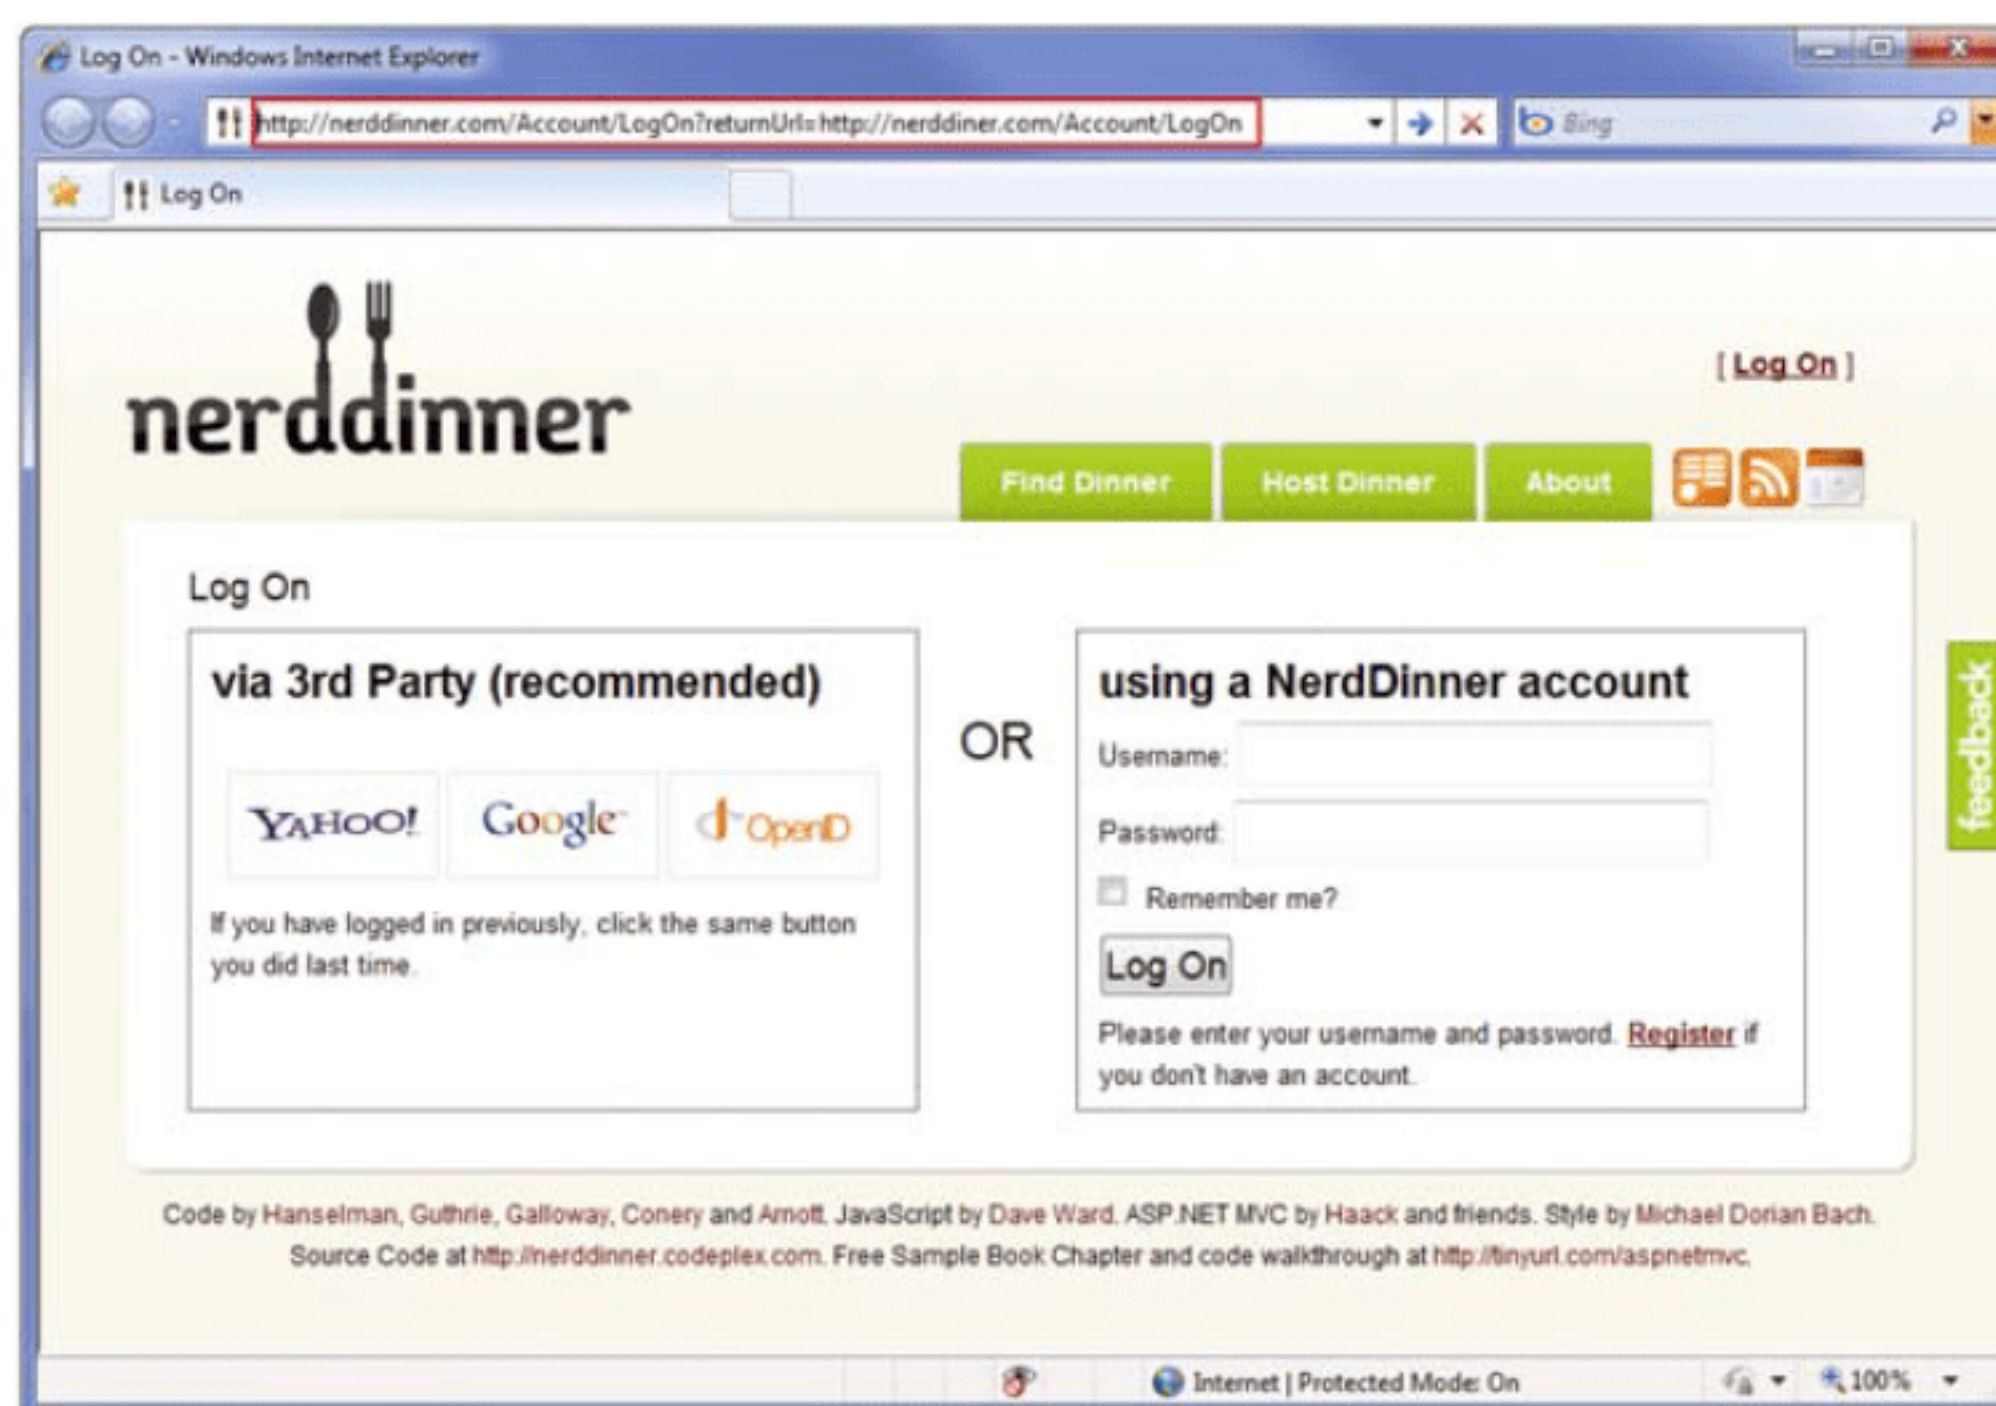 Log On - Windows Internet Explorer
http://nerddinner.com/Account/LogOn?returnUrl=http://nerddiner.com/Account/LogOn
Bing
Log On
nerddinner
[ Log On ]
Find Dinner
Host Dinner
About
Log On
via 3rd Party (recommended)
YAHOO!
Google
OpenID
If you have logged in previously, click the same button
you did last time.
OR
using a NerdDinner account
Username:
Password:
Remember me?
Log On
Please enter your username and password. Register if
you don't have an account.
feedback
Code by Hanselman, Guthrie, Galloway, Conery and Arnott. JavaScript by Dave Ward. ASP.NET MVC by Haack and friends. Style by Michael Dorian Bach.
Source Code at http://nerddinner.codeplex.com. Free Sample Book Chapter and code walkthrough at http://tinyurl.com/aspnetmvc.
Internet | Protected Mode: On
100%